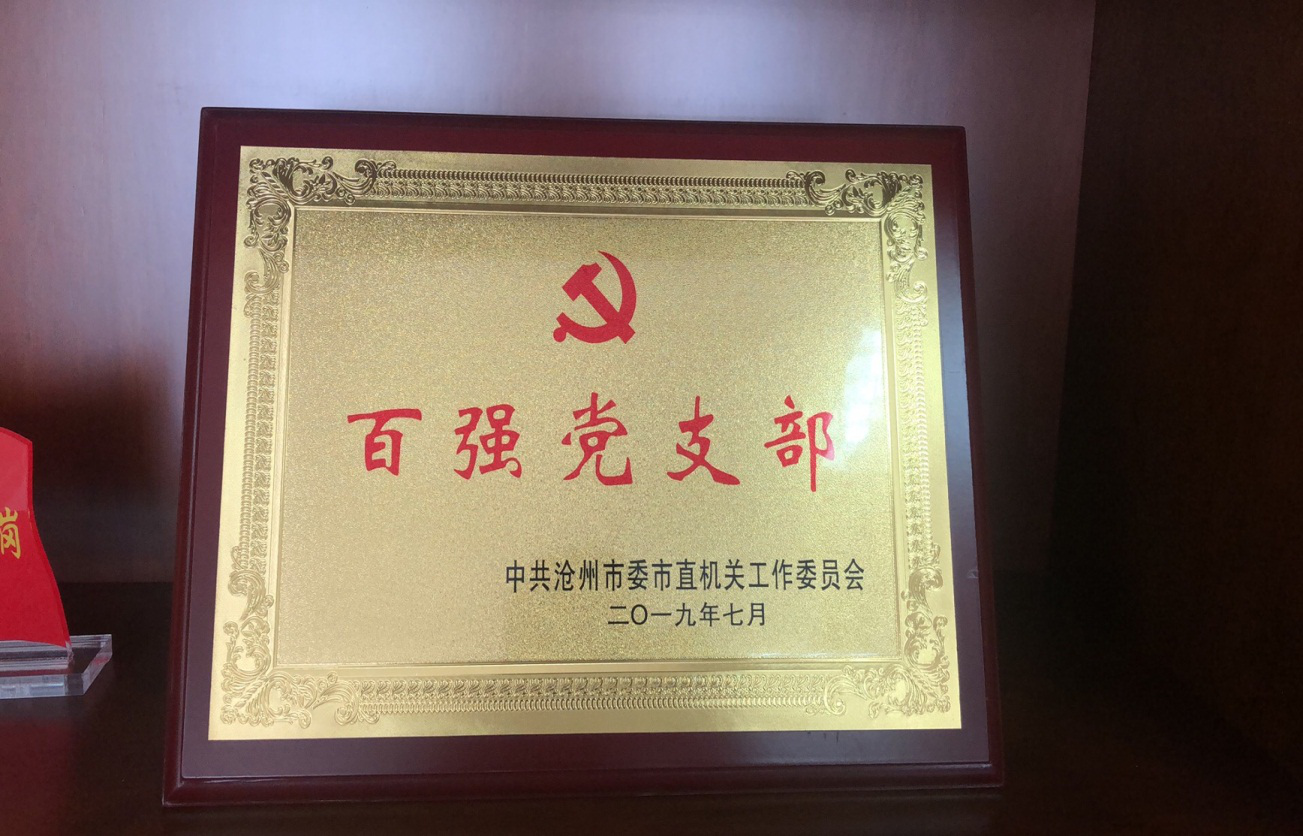 百强党支部
中共沧州市委市直机关工作委员会
二〇一九年七月
岗